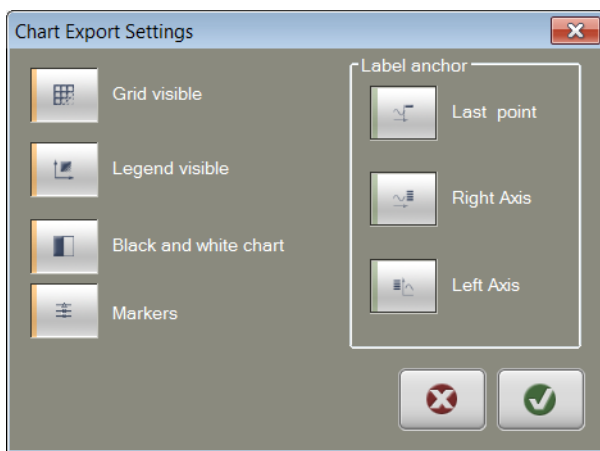 Chart Export Settings
Grid visible
Legend visible
Black and white chart
Markers
Label anchor
Last point
Right Axis
Left Axis